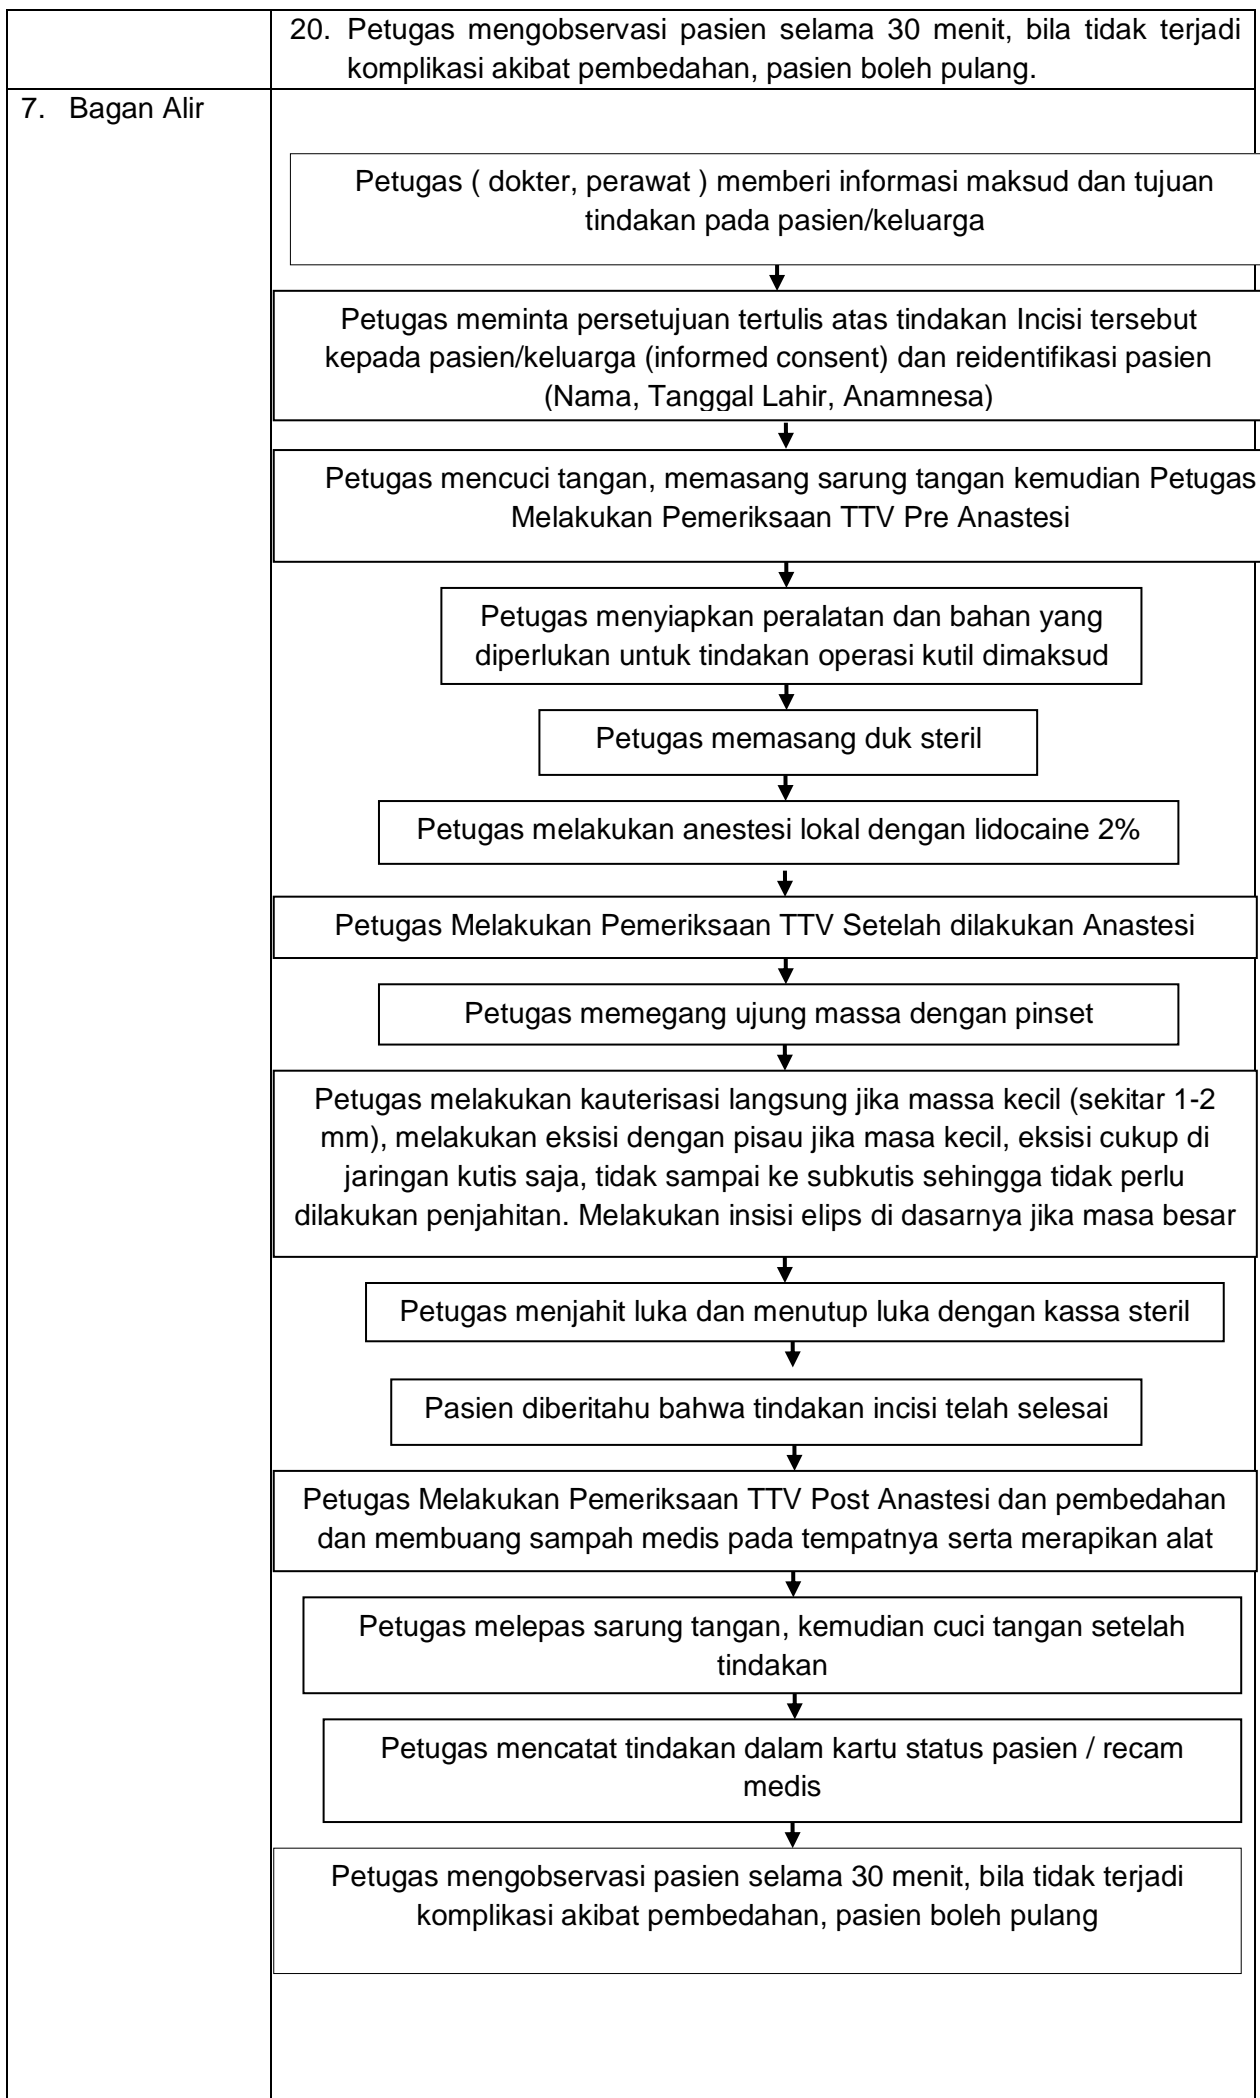 20. Petugas mengobservasi pasien selama 30 menit, bila tidak terjadi
komplikasi akibat pembedahan, pasien boleh pulang.
7. Bagan Alir
Petugas ( dokter, perawat ) memberi informasi maksud dan tujuan
tindakan pada pasien/keluarga
Petugas meminta persetujuan tertulis atas tindakan Incisi tersebut
kepada pasien/keluarga (informed consent) dan reidentifikasi pasien
(Nama, Tanggal Lahir, Anamnesa)
Petugas mencuci tangan, memasang sarung tangan kemudian Petugas
Melakukan Pemeriksaan TTV Pre Anastesi
Petugas menyiapkan peralatan dan bahan yang
diperlukan untuk tindakan operasi kutil dimaksud
Petugas memasang duk steril
Petugas melakukan anestesi lokal dengan lidocaine 2%
Petugas Melakukan Pemeriksaan TTV Setelah dilakukan Anastesi
Petugas memegang ujung massa dengan pinset
Petugas melakukan kauterisasi langsung jika massa kecil (sekitar 1-2
mm), melakukan eksisi dengan pisau jika masa kecil, eksisi cukup di
jaringan kutis saja, tidak sampai ke subkutis sehingga tidak perlu
dilakukan penjahitan. Melakukan insisi elips di dasarnya jika masa besar
Petugas menjahit luka dan menutup luka dengan kassa steril
Pasien diberitahu bahwa tindakan incisi telah selesai
Petugas Melakukan Pemeriksaan TTV Post Anastesi dan pembedahan
dan membuang sampah medis pada tempatnya serta merapikan alat
Petugas melepas sarung tangan, kemudian cuci tangan setelah
tindakan
Petugas mencatat tindakan dalam kartu status pasien / recam
medis
Petugas mengobservasi pasien selama 30 menit, bila tidak terjadi
komplikasi akibat pembedahan, pasien boleh pulang